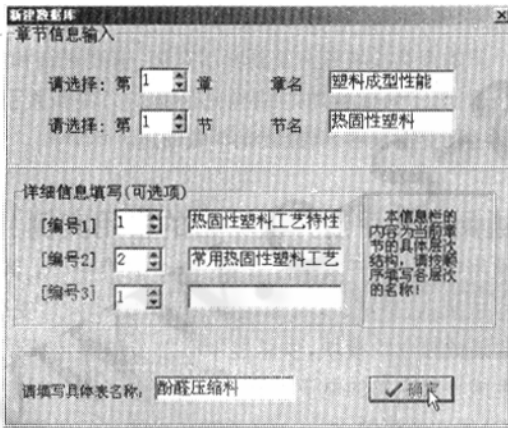 新建数据库
章节信息输入
请选择: 第 1 章 章名 塑料成型性能
请选择: 第 1 节 节名 热固性塑料
详细信息填写(可选项)
[编号1] 1 热固性塑料工艺特性
[编号2] 2 常用热固性塑料工艺
[编号3] 1
本信息栏的
内容为当前章
节的具体层次
结构，请按顺
序填写各层次
的名称!
请填写具体表名称: 酚醛压缩料
确定